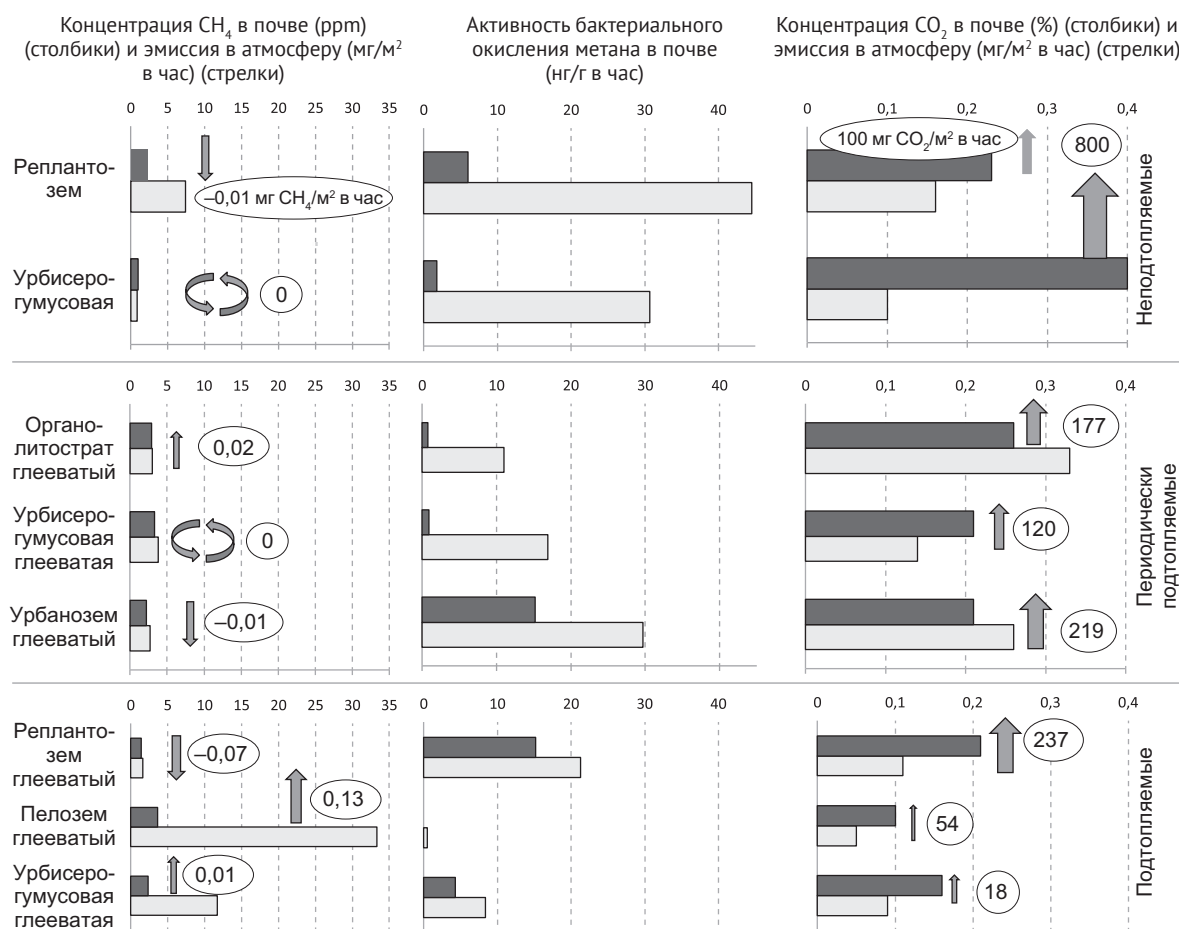 Концентрация CH₄ в почве (ppm)
(столбики) и эмиссия в атмосферу (мг/м²
в час) (стрелки)
Активность бактериального
окисления метана в почве
(нг/г в час)
Концентрация CO₂ в почве (%) (столбики) и
эмиссия в атмосферу (мг/м² в час) (стрелки)
0 5 10 15 20 25 30 35
0 10 20 30
0 0,1 0,2 0,3 0,4
Репланто-
зем
–0,01 мг CH₄/м² в час
100 мг CO₂/м² в час
800
Урбисеро-
гумусовая
0
Неподтопляемые
0 5 10 15 20 25 30 35
0 10 20 30
0 0,1 0,2 0,3 0,4
Органо-
литострат
глееватый
0,02
177
Урбисеро-
гумусовая
глееватая
0
120
Урбанозем
глееватый
–0,01
219
Периодически
подтопляемые
0 5 10 15 20 25 33 35
0 10 20 30
0 0,1 0,2 0,3 0,4
Репланто-
зем
глееватый
–0,07
237
Пелозем
глееватый
0,13
54
Урбисеро-
гумусовая
глееватая
0,01
18
Подтопляемые